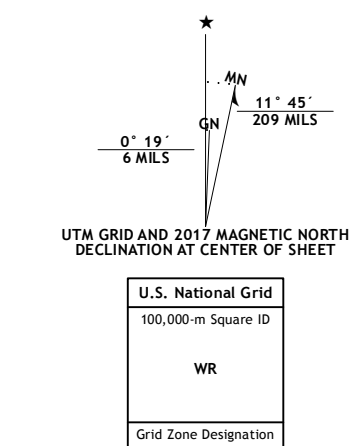 ★
MN
GN
11° 45´
209 MILS
0° 19´
6 MILS
UTM GRID AND 2017 MAGNETIC NORTH
DECLINATION AT CENTER OF SHEET
U.S. National Grid
100,000-m Square ID
WR
Grid Zone Designation